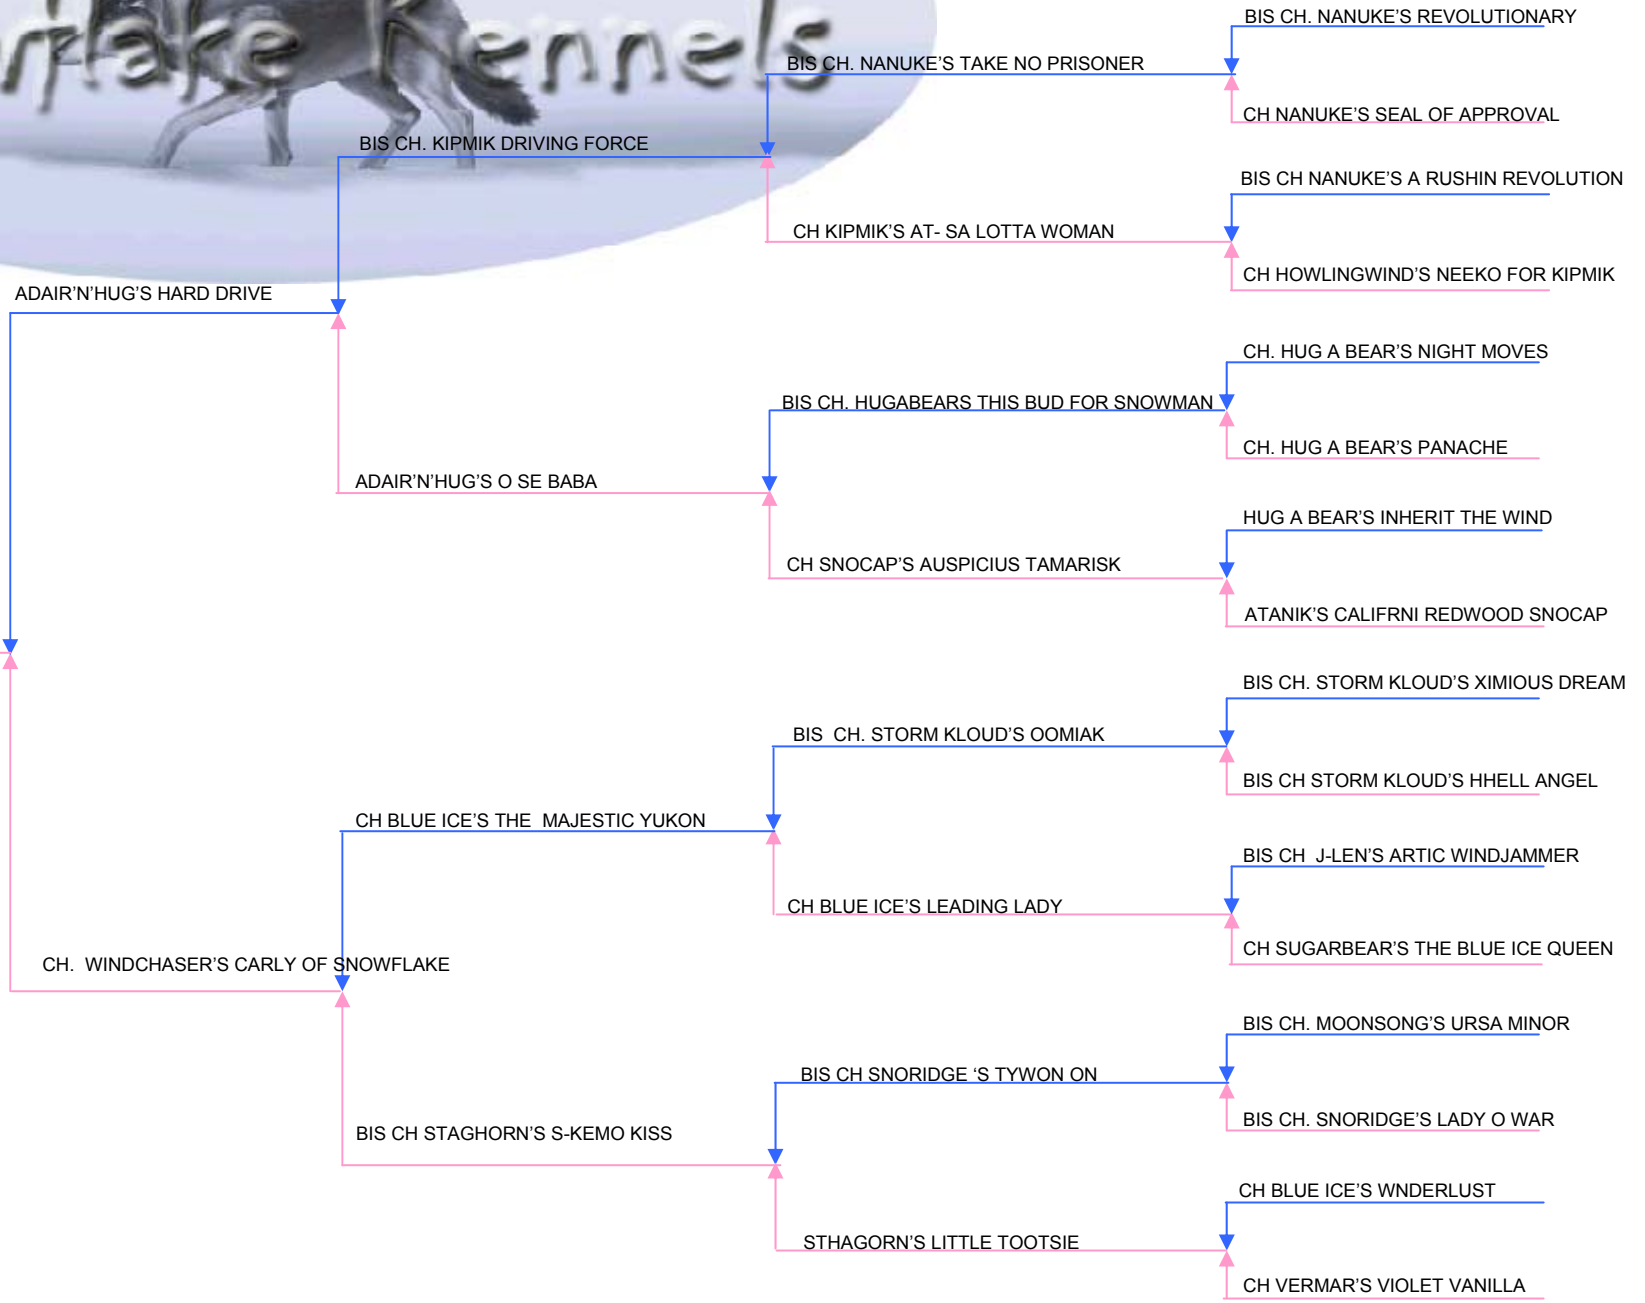 Kennels
BIS CH. NANUKE'S REVOLUTIONARY
BIS CH. NANUKE'S TAKE NO PRISONER
CH NANUKE'S SEAL OF APPROVAL
BIS CH. KIPMIK DRIVING FORCE
BIS CH NANUKE'S A RUSHIN REVOLUTION
CH KIPMIK'S AT- SA LOTTA WOMAN
CH HOWLINGWIND'S NEEKO FOR KIPMIK
ADAIR'N'HUG'S HARD DRIVE
CH. HUG A BEAR'S NIGHT MOVES
BIS CH. HUGABEARS THIS BUD FOR SNOWMAN
CH. HUG A BEAR'S PANACHE
ADAIR'N'HUG'S O SE BABA
HUG A BEAR'S INHERIT THE WIND
CH SNOCAP'S AUSPICIUS TAMARISK
ATANIK'S CALIFRNI REDWOOD SNOCAP
BIS CH. STORM KLOUD'S XIMIOUS DREAM
BIS  CH. STORM KLOUD'S OOMIAK
BIS CH STORM KLOUD'S HHELL ANGEL
CH BLUE ICE'S THE  MAJESTIC YUKON
BIS CH  J-LEN'S ARTIC WINDJAMMER
CH BLUE ICE'S LEADING LADY
CH SUGARBEAR'S THE BLUE ICE QUEEN
CH.  WINDCHASER'S CARLY OF SNOWFLAKE
BIS CH. MOONSONG'S URSA MINOR
BIS CH SNORIDGE 'S TYWON ON
BIS CH. SNORIDGE'S LADY O WAR
BIS CH STAGHORN'S S-KEMO KISS
CH BLUE ICE'S WNDERLUST
STHAGORN'S LITTLE TOOTSIE
CH VERMAR'S VIOLET VANILLA